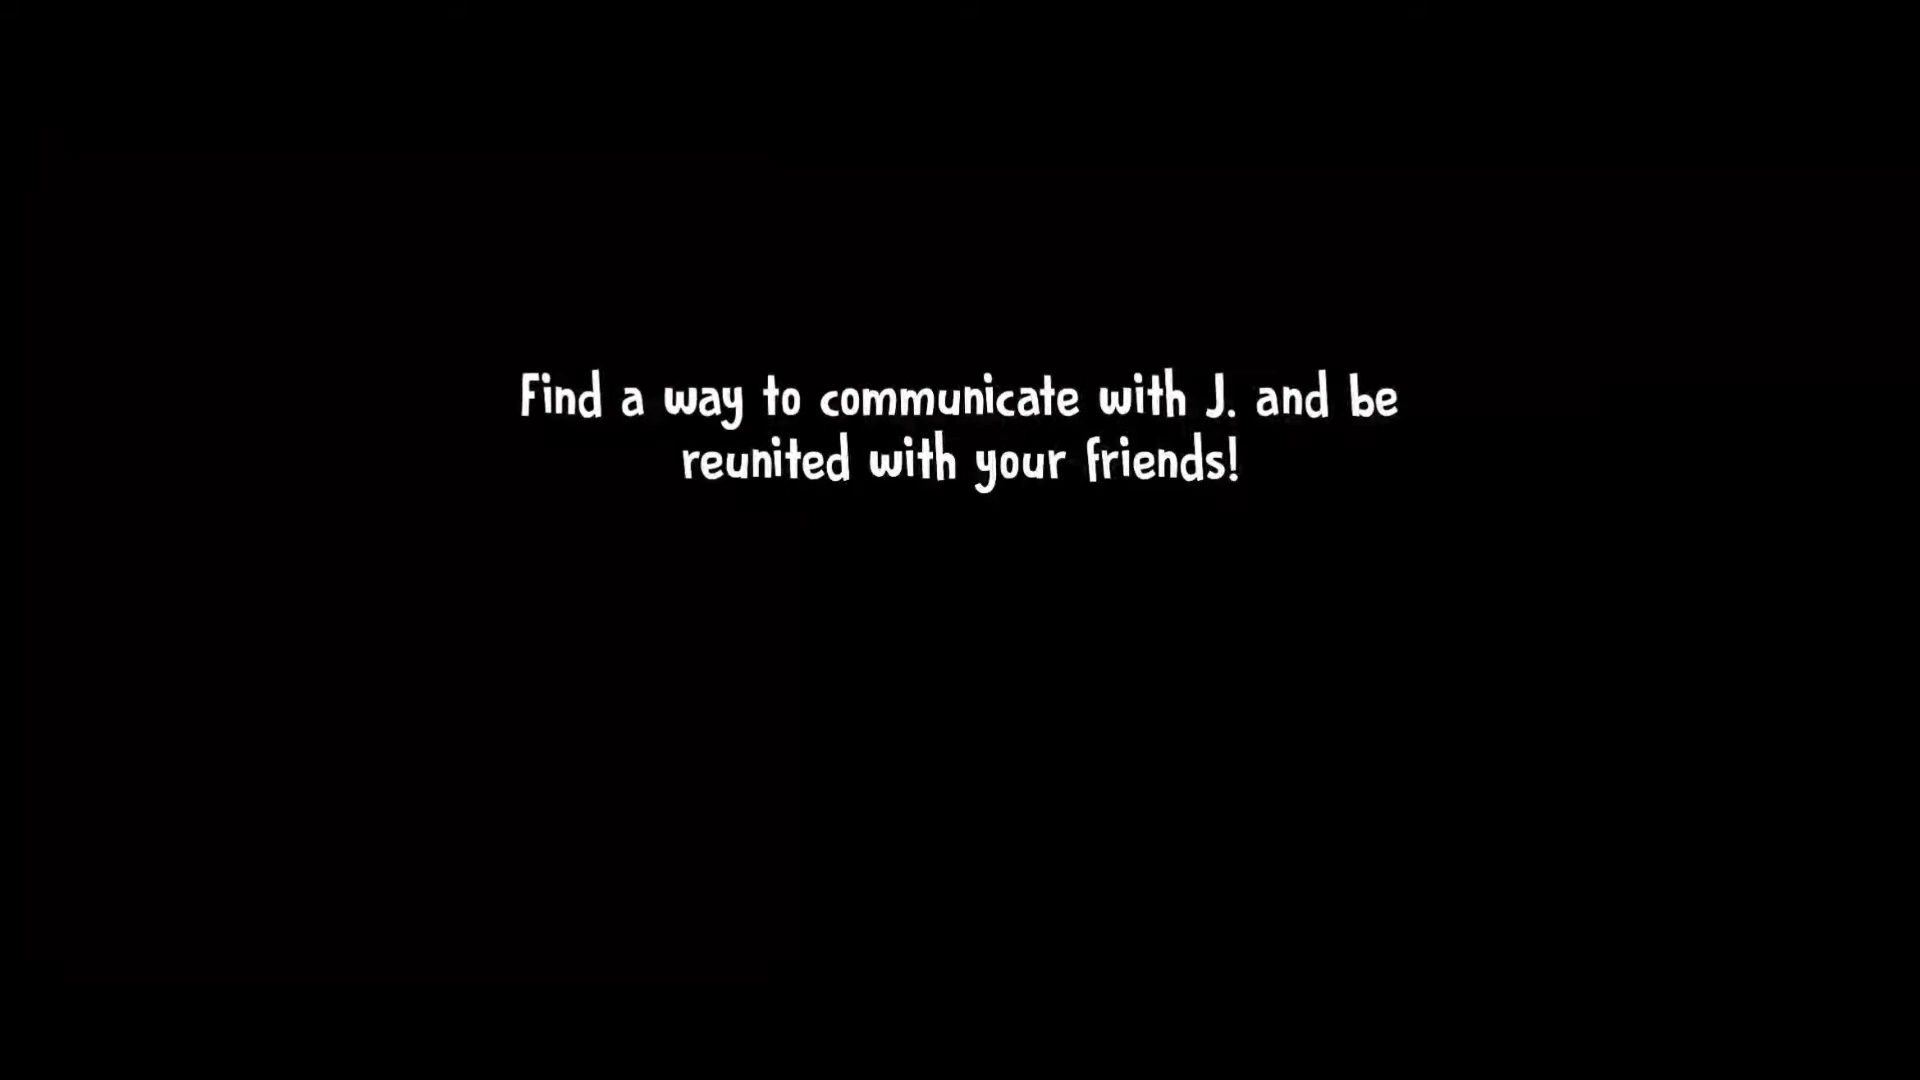 Find a way to communicate with J. and be
reunited with your friends!